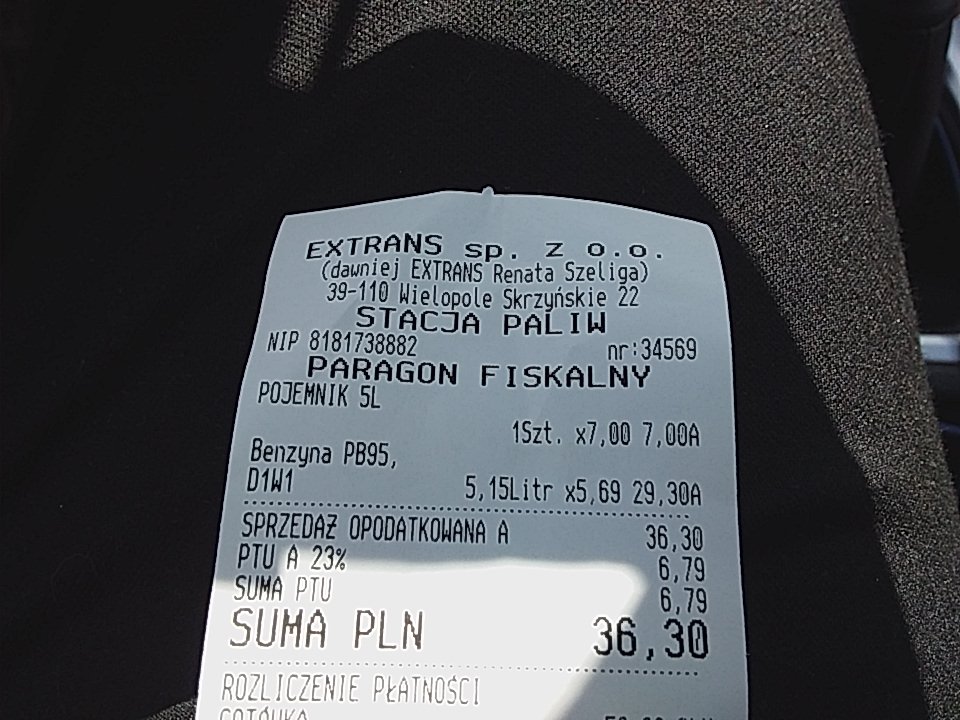 EXTRANS sp. z o.o.
(dawniej EXTRANS Renata Szeliga)
39-110 Wielopole Skrzyńskie 22
STACJA PALIW
NIP 8181738882 nr:34569
PARAGON FISKALNY
POJEMNIK 5L
1Szt. x7,00 7,00A
Benzyna PB95,
D1W1 5,15Litr x5,69 29,30A
SPRZEDAŻ OPODATKOWANA A 36,30
PTU A 23% 6,79
SUMA PTU 6,79
SUMA PLN 36,30
ROZLICZENIE PŁATNOŚCI
GOTÓWKA